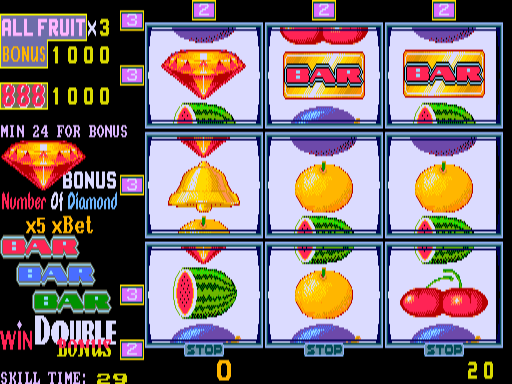 2 2 2
ALL FRUIT X3 3
BONUS 1000
3
888 1000
MIN 24 FOR BONUS
BAR BAR
BONUS 3
Number Of Diamond
x5 xBet
BAR
BAR
BAR
3
WIN DOUBLE
BONUS 2
STOP STOP STOP
SKILL TIME: 29 0 20